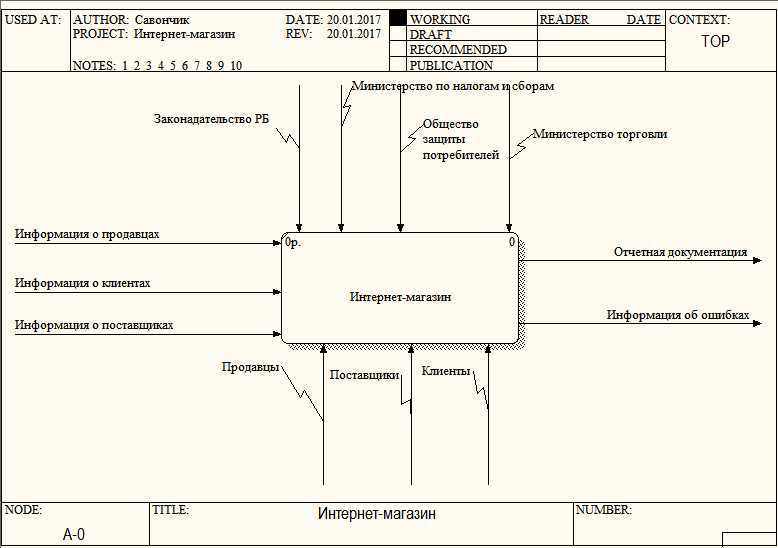 USED AT: AUTHOR: Савончик DATE: 20.01.2017 WORKING READER DATE CONTEXT:
PROJECT: Интернет-магазин REV: 20.01.2017 DRAFT TOP
RECOMMENDED
NOTES: 1 2 3 4 5 6 7 8 9 10 PUBLICATION
Министерство по налогам и сборам
Законадательство РБ
Общество
защиты
потребителей
Министерство торговли
Информация о продавцах
0р. 0
Отчетная документация
Информация о клиентах
Интернет-магазин
Информация о поставщиках
Информация об ошибках
Продавцы
Поставщики
Клиенты
NODE: TITLE: Интернет-магазин NUMBER:
A-0